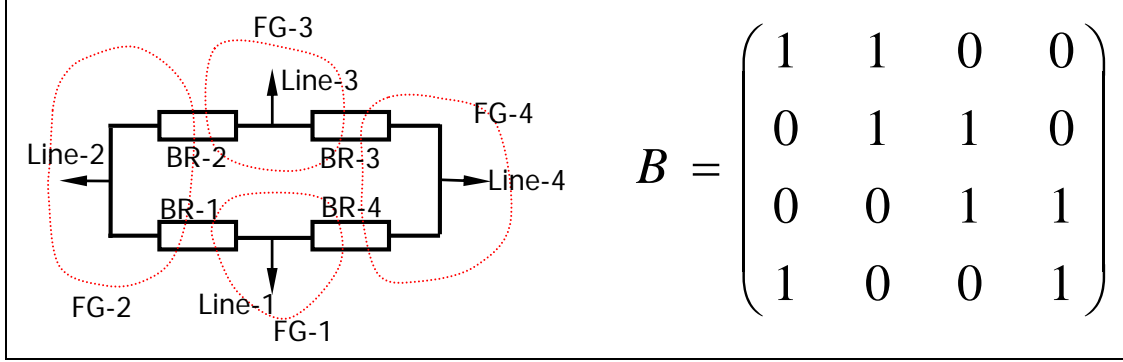 FG-3
Line-3
FG-4
Line-2
BR-2
BR-3
Line-4
BR-1
BR-4
FG-2
Line-1
FG-1
B =
1 1 0 0
0 1 1 0
0 0 1 1
1 0 0 1